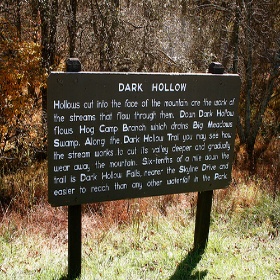 DARK HOLLOW
Hollows cut into the face of the mountain are the work of
the streams that flow through them. Down Dark Hollow
flows Hog Camp Branch which drains Big Meadows
Swamp. Along the Dark Hollow Trail you may see how
the stream works to cut its valley deeper and gradually
wear away the mountain. Six-tenths of a mile down the
trail is Dark Hollow Falls, nearer the Skyline Drive and
easier to reach than any other waterfall in the Park.